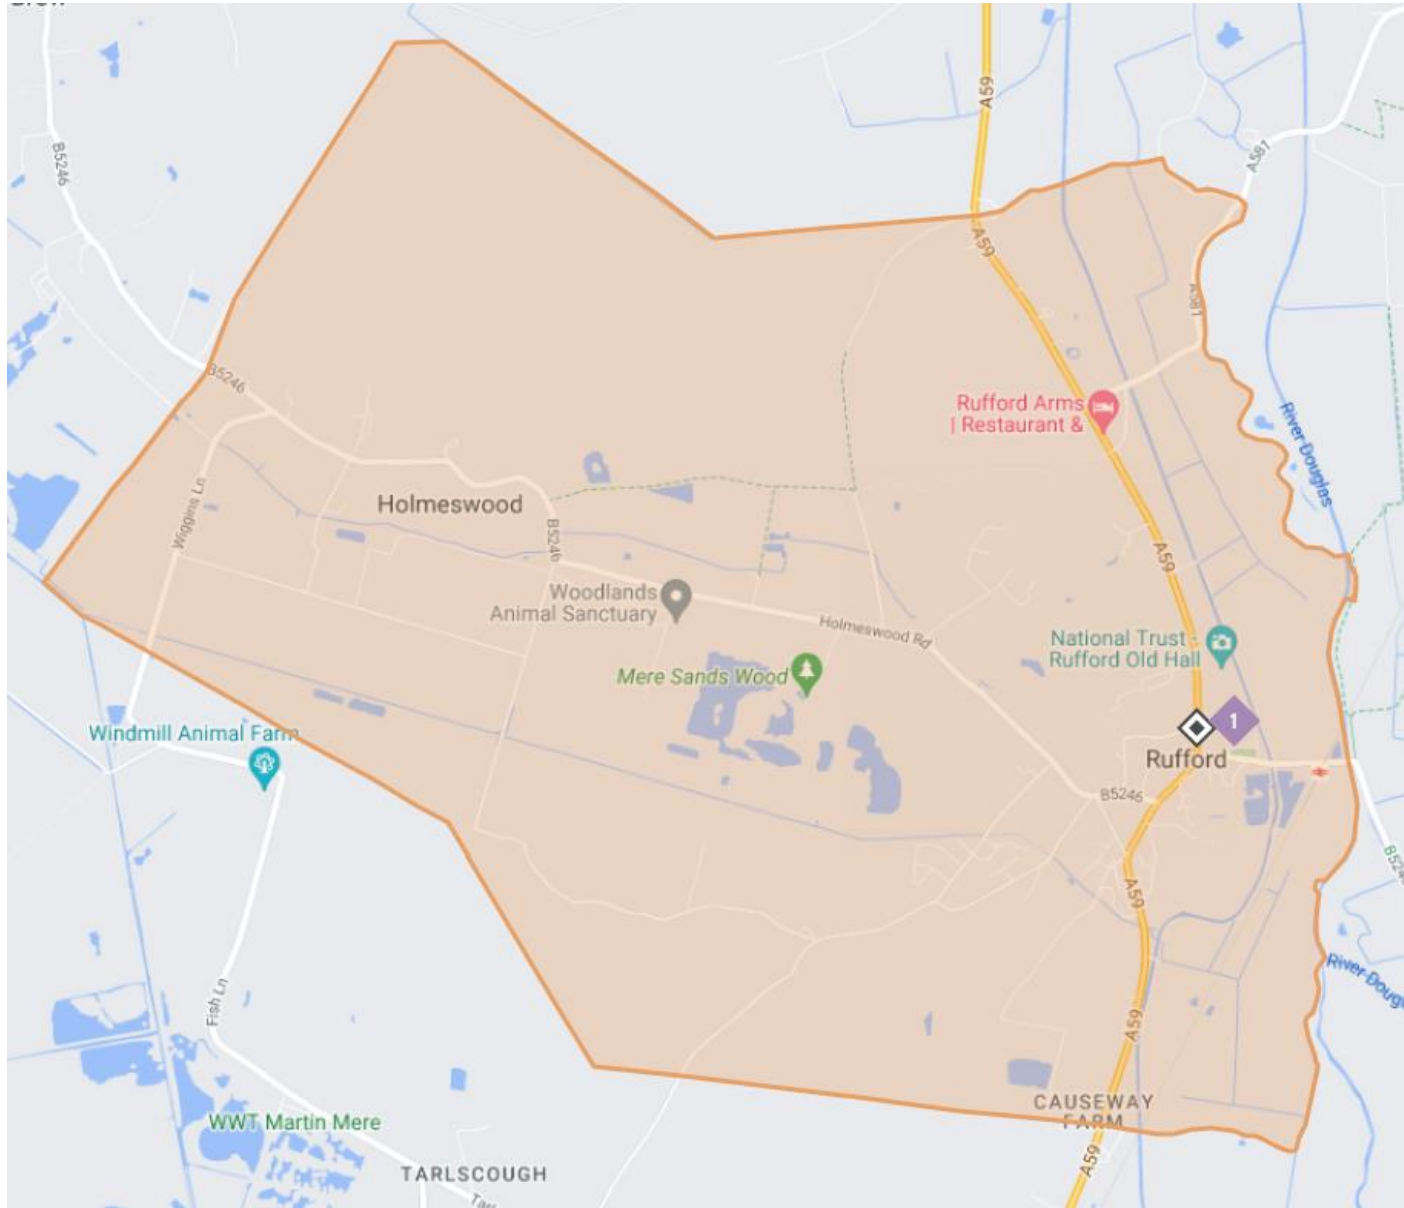 A59
B5246
A581
A59
A581
B5246
Rufford Arms
| Restaurant &
River Douglas
Wiggins Ln
Holmeswood
B5246
A59
Woodlands
Animal Sanctuary
Holmeswood Rd
National Trust -
Rufford Old Hall
Mere Sands Wood
1
Windmill Animal Farm
Rufford
B5246
A59
Fish Ln
A59
CAUSEWAY
FARM
WWT Martin Mere
A59
TARLSCOUGH